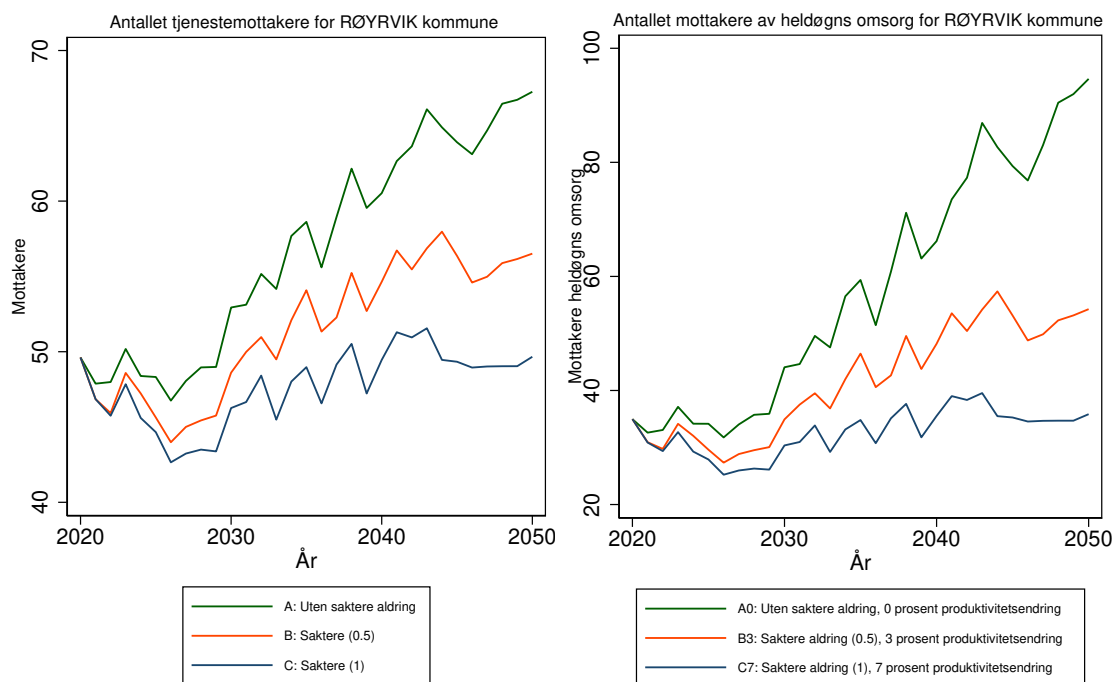 Antallet tjenestemottakere for RØYRVIK kommune
70
60
50
40
Mottakere
2020
2030
2040
2050
År
A: Uten saktere aldring
B: Saktere (0.5)
C: Saktere (1)
Antallet mottakere av heldøgns omsorg for RØYRVIK kommune
100
80
60
40
20
Mottakere heldøgns omsorg
2020
2030
2040
2050
År
A0: Uten saktere aldring, 0 prosent produktivitetsendring
B3: Saktere aldring (0.5), 3 prosent produktivitetsendring
C7: Saktere aldring (1), 7 prosent produktivitetsendring